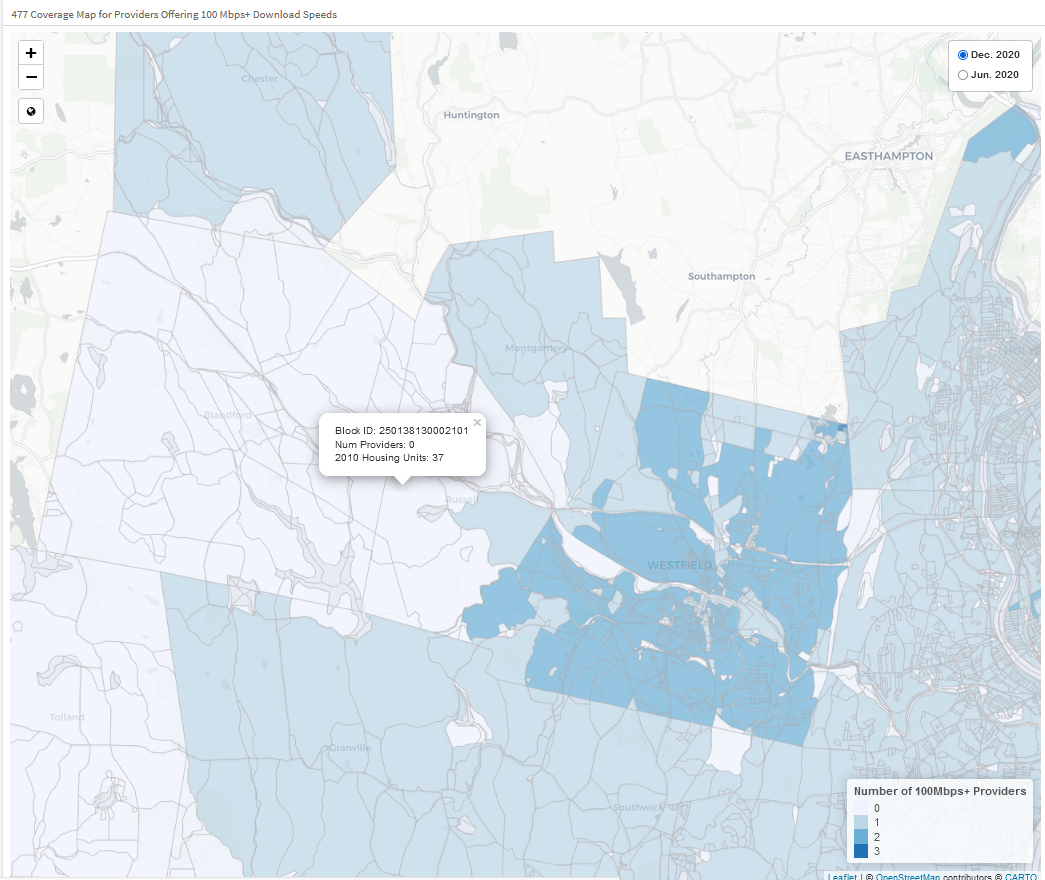 477 Coverage Map for Providers Offering 100 Mbps+ Download Speeds
+
−
Dec. 2020
Jun. 2020
Chester
Huntington
EASTHAMPTON
Southampton
Montgomery
HOLY
Blandford
×
Block ID: 250138130002101
Num Providers: 0
2010 Housing Units: 37
Russell
WESTFIELD
Tolland
Granville
Southwick
Number of 100Mbps+ Providers
0
1
2
3
Leaflet | © OpenStreetMap contributors © CARTO